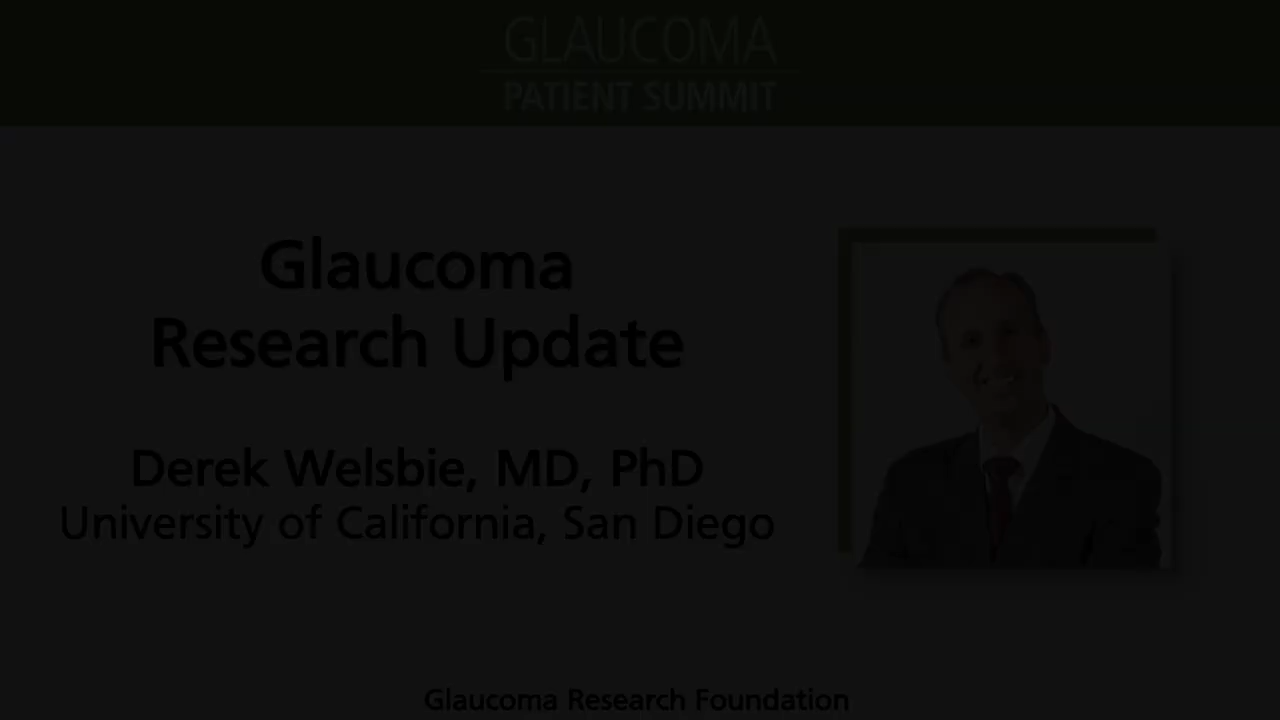 GLAUCOMA
PATIENT SUMMIT
Glaucoma
Research Update
Derek Welsbie, MD, PhD
University of California, San Diego
Glaucoma Research Foundation